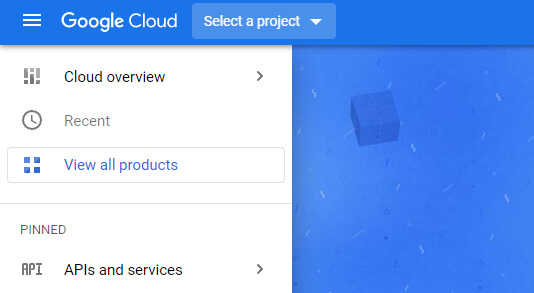 Google Cloud Select a project
Cloud overview
Recent
View all products
PINNED
API APIs and services